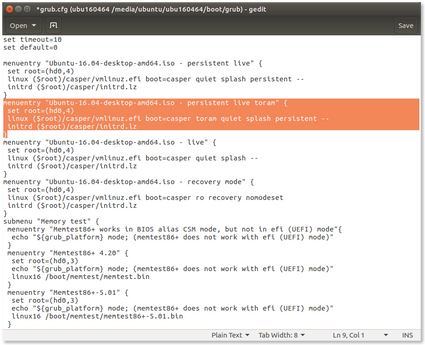 *grub.cfg (ubu160464 /media/ubuntu/ubu160464/boot/grub) - gedit
Open
Save
set timeout=10
set default=0
menuentry "Ubuntu-16.04-desktop-amd64.iso - persistent live" {
set root=(hd0,4)
linux ($root)/casper/vmlinuz.efi boot=casper quiet splash persistent --
initrd ($root)/casper/initrd.lz
}
menuentry "Ubuntu-16.04-desktop-amd64.iso - persistent live toram" {
set root=(hd0,4)
linux ($root)/casper/vmlinuz.efi boot=casper toram quiet splash persistent --
initrd ($root)/casper/initrd.lz
}
menuentry "Ubuntu-16.04-desktop-amd64.iso - live" {
set root=(hd0,4)
linux ($root)/casper/vmlinuz.efi boot=casper quiet splash --
initrd ($root)/casper/initrd.lz
}
menuentry "Ubuntu-16.04-desktop-amd64.iso - recovery mode" {
set root=(hd0,4)
linux ($root)/casper/vmlinuz.efi boot=casper ro recovery nomodeset
initrd ($root)/casper/initrd.lz
}
submenu "Memory test" {
menuentry "Memtest86+ works in BIOS alias CSM mode, but not in efi (UEFI) mode"{
echo "${grub_platform} mode; (memtest86+ does not work with efi (UEFI) mode)"
}
menuentry "Memtest86+ 4.20" {
set root=(hd0,3)
echo "${grub_platform} mode; (memtest86+ does not work with efi (UEFI) mode)"
linux16 /boot/memtest/memtest.bin
}
menuentry "Memtest86+-5.01" {
set root=(hd0,3)
echo "${grub_platform} mode; (memtest86+ does not work with efi (UEFI) mode)"
linux16 /boot/memtest/memtest86+-5.01.bin
}
Plain Text Tab Width: 8 Ln 9, Col 1 INS